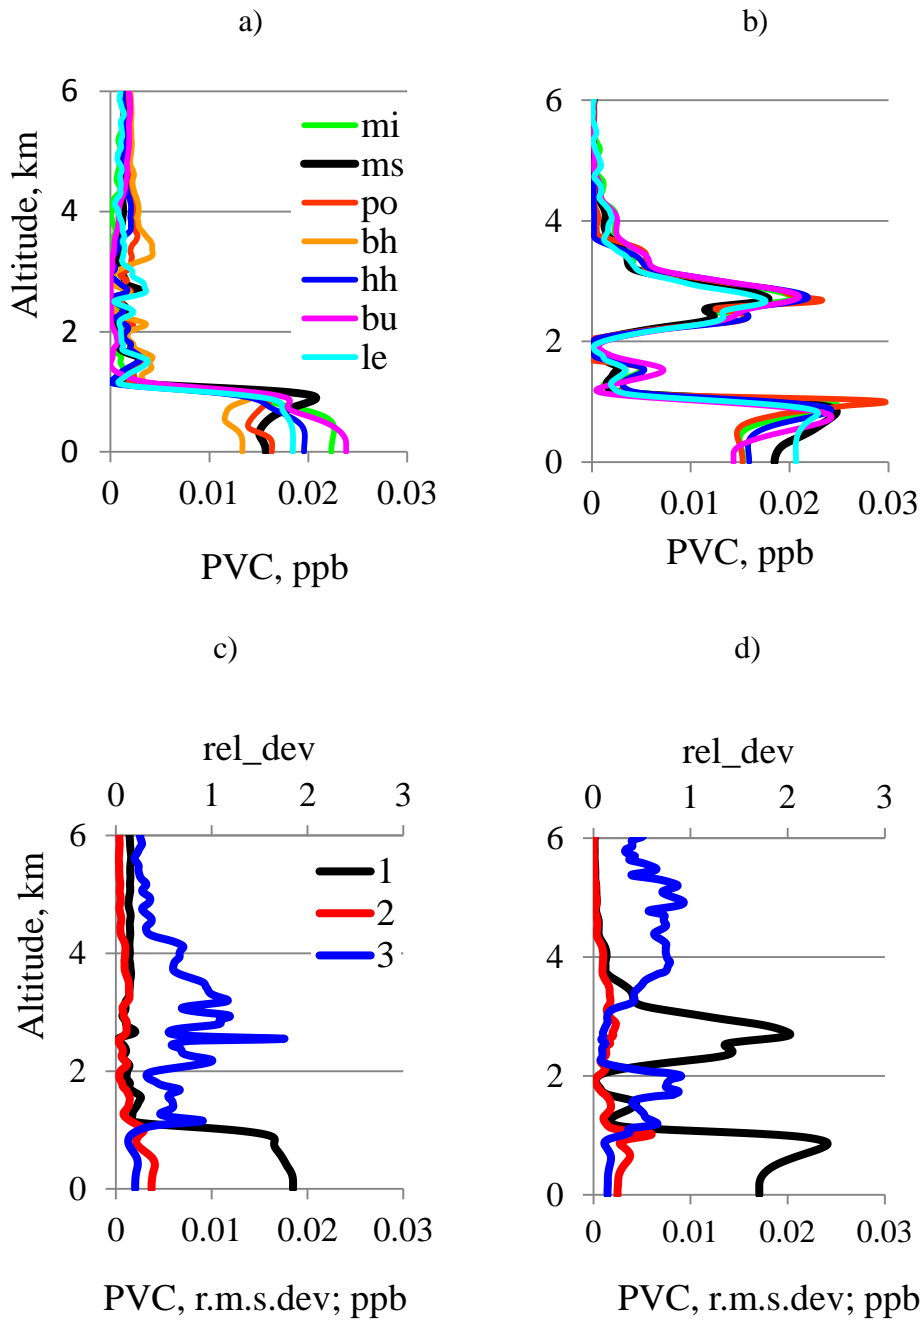 a)
b)
6
4
2
0
Altitude, km
mi
ms
po
bh
hh
bu
le
0 0.01 0.02 0.03
PVC, ppb
6
4
2
0
0 0.01 0.02 0.03
PVC, ppb
c)
d)
rel_dev
0 1 2 3
6
4
2
0
Altitude, km
1
2
3
0 0.01 0.02 0.03
PVC, r.m.s.dev; ppb
rel_dev
0 1 2 3
6
4
2
0
0 0.01 0.02 0.03
PVC, r.m.s.dev; ppb